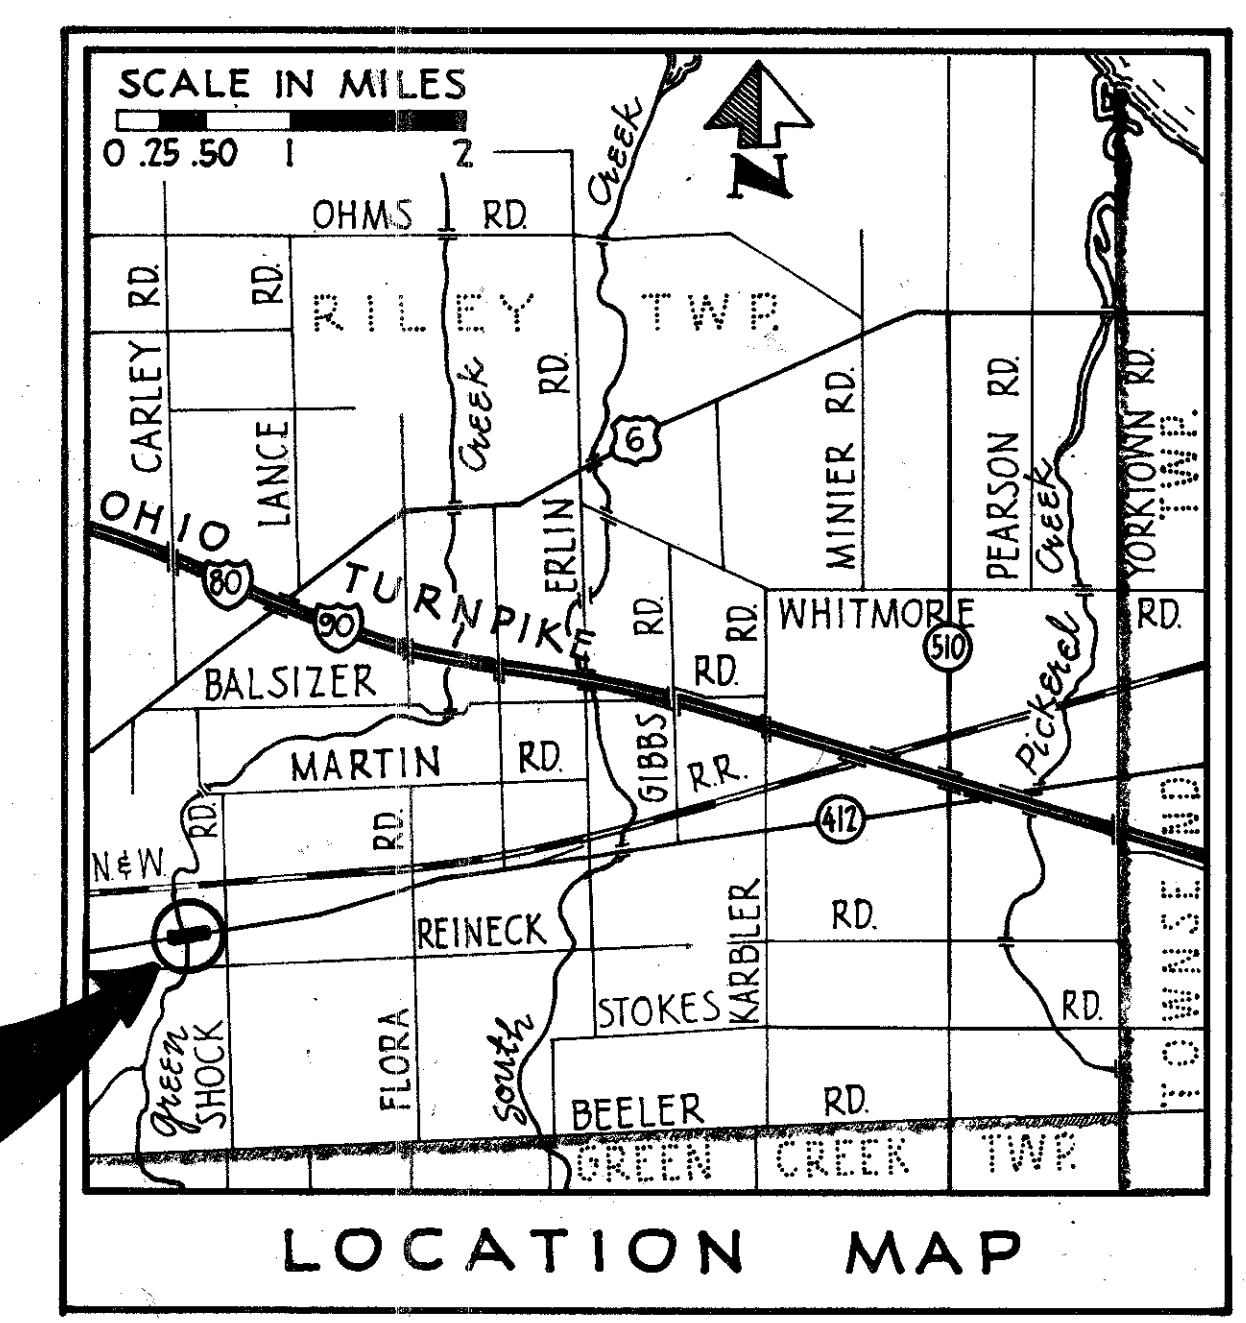 SCALE IN MILES
0 .25 .50 1 2
N
Creek
OHMS RD.
CARLEY RD.
LANCE RD.
RILEY TWP.
Creek
ERLIN RD.
6
MINIER RD.
PEARSON RD.
Creek
Pickerel
YORKTOWN RD.
TOWNSEND TWP.
OHIO TURNPIKE
80
90
WHITMORE RD.
510
BALSIZER RD.
GIBBS RD.
KARBLER RD.
MARTIN RD.
N & W. R.R.
412
SHOCK RD.
FLORA RD.
REINECK RD.
STOKES RD.
Green
South
BEELER RD.
GREEN CREEK TWP.
LOCATION MAP